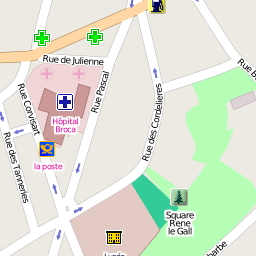 Rue de Julienne
Rue Corvisart
Rue Pascal
Rue des Cordelieres
Hôpital
Broca
la poste
Rue des Tanneries
Square
Rene
le Gall